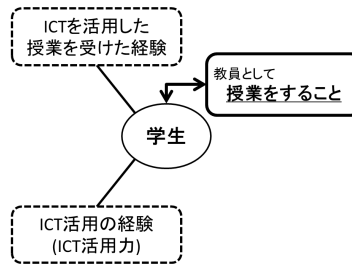 ICTを活用した
授業を受けた経験
教員として
授業をすること
学生
ICT活用の経験
(ICT活用力)